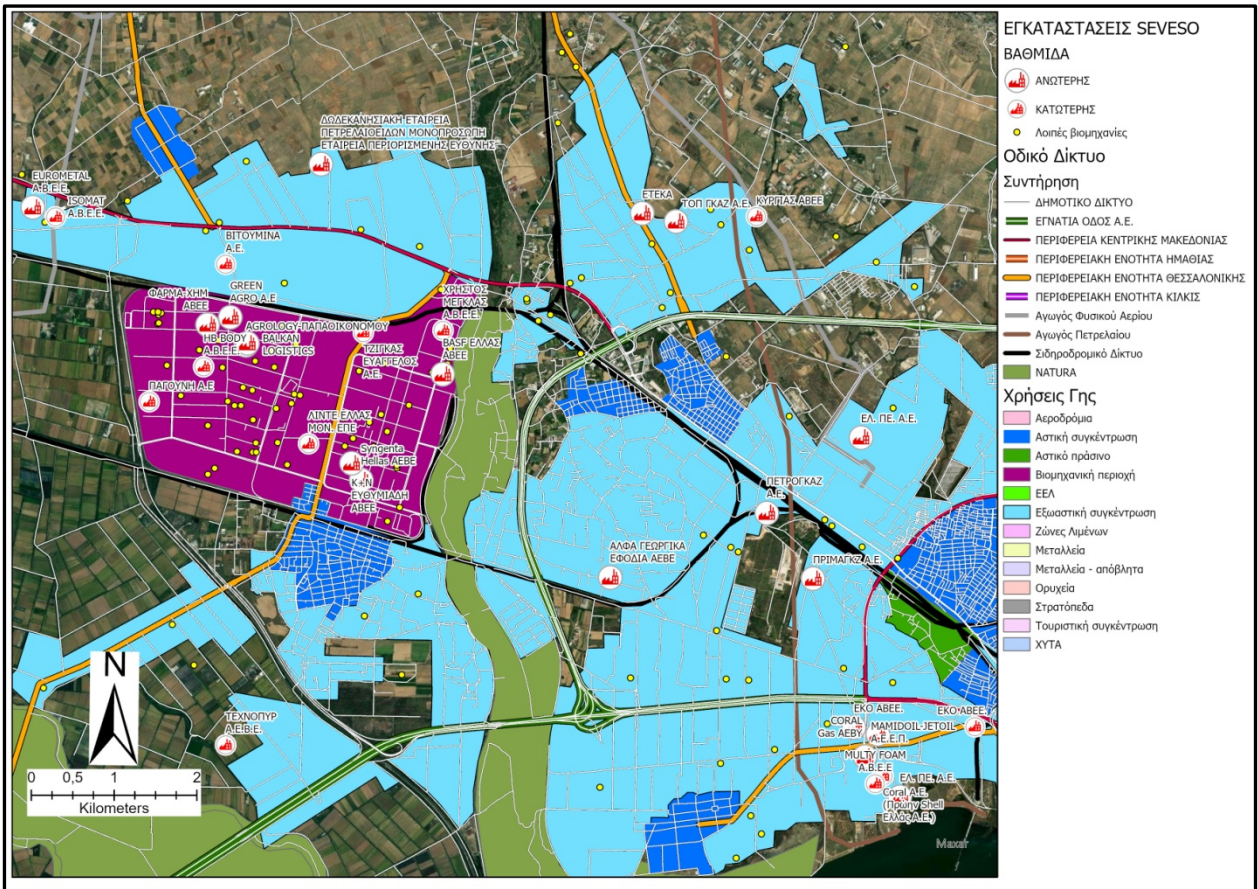 ΔΩΔΕΚΑΝΗΣΙΑΚΗ ΕΤΑΙΡΕΙΑ
ΠΕΤΡΕΛΑΙΟΕΙΔΩΝ ΜΟΝΟΠΡΟΣΩΠΗ
ΕΤΑΙΡΕΙΑ ΠΕΡΙΟΡΙΣΜΕΝΗΣ ΕΥΘΥΝΗΣ
EUROMETAL
Α.Β.Ε.Ε.
ISOMAT
Α.Β.Ε.Ε.
ΕΤΕΚΑ
ΤΟΠ ΓΚΑΖ Α.Ε.
ΚΥΡΓΙΑΣ ΑΒΕΕ
ΒΙΤΟΥΜΙΝΑ
Α.Ε.
GREEN
AGRO A.E
ΦΑΡΜΑ-ΧΗΜ
ΑΒΕΕ
ΧΡΗΣΤΟΣ
ΜΕΓΚΛΑΣ
Α.Β.Ε.Ε.
AGROLOGY-ΠΑΠΑΟΙΚΟΝΟΜΟΥ
BALKAN
LOGISTICS
HB BODY
A.B.E.E.
ΤΖΙΓΚΑΣ
ΕΥΑΓΓΕΛΟΣ
Α.Ε.
BASF ΕΛΛΑΣ
ΑΒΕΕ
ΠΑΓΟΥΝΗ Α.Ε
ΛΙΝΤΕ ΕΛΛΑΣ
ΜΟΝ. ΕΠΕ
Syngenta
Hellas AEBE
Κ+Ν
ΕΥΘΥΜΙΑΔΗ
ΑΒΕΕ
ΕΛ. ΠΕ. Α.Ε.
ΠΕΤΡΟΓΚΑΖ
Α.Ε.
ΑΛΦΑ ΓΕΩΡΓΙΚΑ
ΕΦΟΔΙΑ ΑΕΒΕ
ΠΡΙΜΑΓΚΖ Α.Ε.
ΤΕΧΝΟΠΥΡ
Α.Ε.Β.Ε.
ΕΚΟ ΑΒΕΕ.
ΕΚΟ ΑΒΕΕ.
CORAL
Gas AEBY
MAMIDOIL-JETOIL
Α.Ε.Ε.Π.
MULTY FOAM
Α.Β.Ε.Ε
ΕΛ. ΠΕ. Α.Ε.
Coral A.E.
(Πρώην Shell
Ελλάς Α.Ε.)
N
0 0,5 1 2
Kilometers
Maxar
ΕΓΚΑΤΑΣΤΑΣΕΙΣ SEVESO
ΒΑΘΜΙΔΑ
ΑΝΩΤΕΡΗΣ
ΚΑΤΩΤΕΡΗΣ
Λοιπές βιομηχανίες
Οδικό Δίκτυο
Συντήρηση
ΔΗΜΟΤΙΚΟ ΔΙΚΤΥΟ
ΕΓΝΑΤΙΑ ΟΔΟΣ Α.Ε.
ΠΕΡΙΦΕΡΕΙΑ ΚΕΝΤΡΙΚΗΣ ΜΑΚΕΔΟΝΙΑΣ
ΠΕΡΙΦΕΡΕΙΑΚΗ ΕΝΟΤΗΤΑ ΗΜΑΘΙΑΣ
ΠΕΡΙΦΕΡΕΙΑΚΗ ΕΝΟΤΗΤΑ ΘΕΣΣΑΛΟΝΙΚΗΣ
ΠΕΡΙΦΕΡΕΙΑΚΗ ΕΝΟΤΗΤΑ ΚΙΛΚΙΣ
Αγωγός Φυσικού Αερίου
Αγωγός Πετρελαίου
Σιδηροδρομικό Δίκτυο
NATURA
Χρήσεις Γης
Αεροδρόμια
Αστική συγκέντρωση
Αστικό πράσινο
Βιομηχανική περιοχή
ΕΕΛ
Εξωαστική συγκέντρωση
Ζώνες Λιμένων
Μεταλλεία
Μεταλλεία - απόβλητα
Ορυχεία
Στρατόπεδα
Τουριστική συγκέντρωση
ΧΥΤΑ